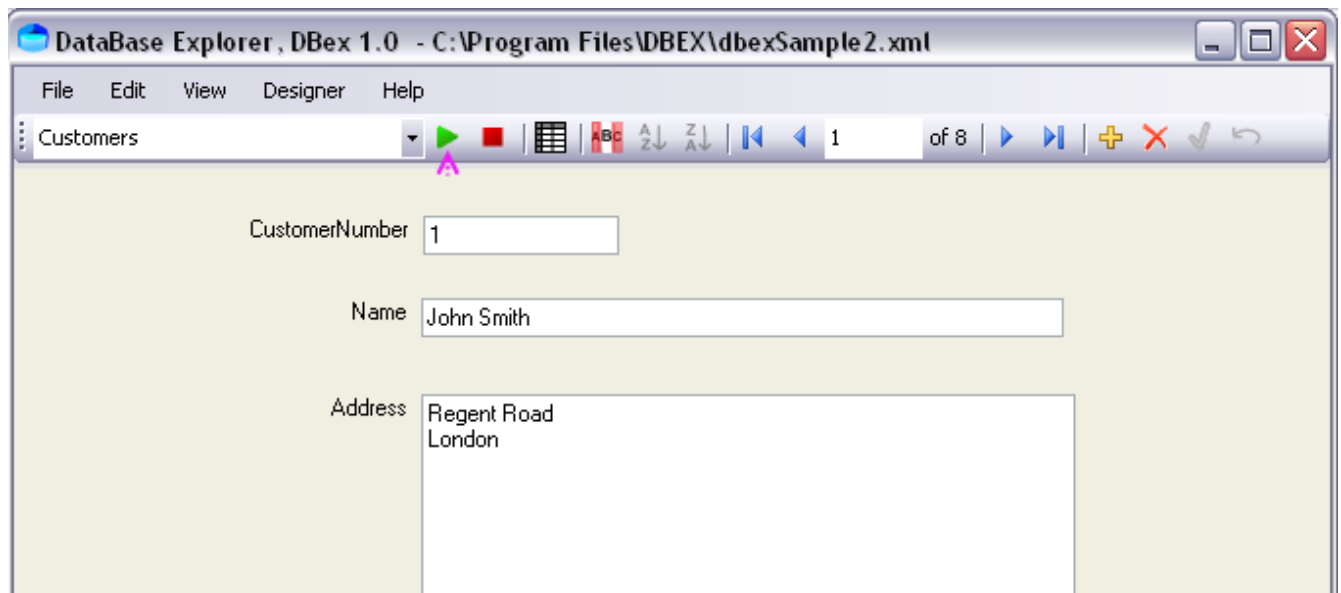 DataBase Explorer, DBex 1.0 - C:\Program Files\DBEX\dbexSample2.xml
File Edit View Designer Help
Customers ABC A Z Z A 1 of 8
CustomerNumber 1
Name John Smith
Address Regent Road
London